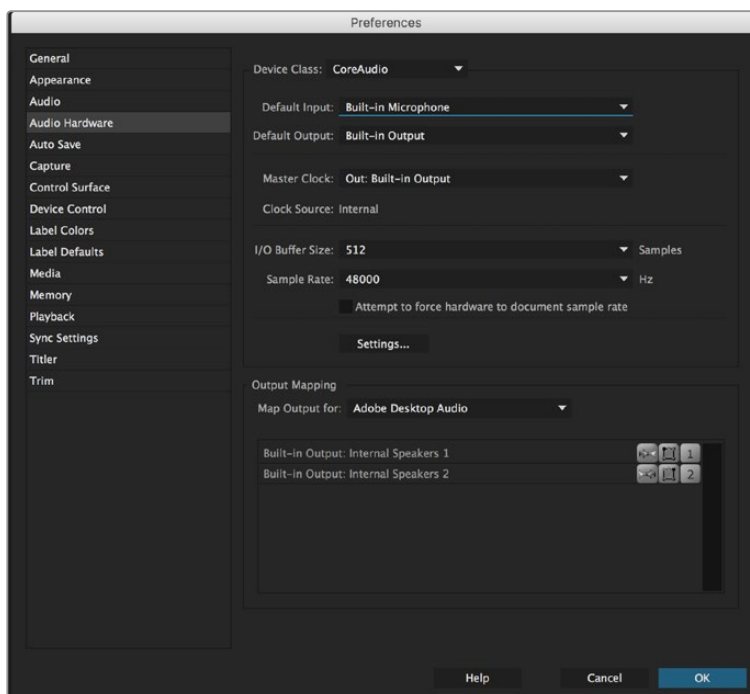 Preferences
General
Appearance
Audio
Audio Hardware
Auto Save
Capture
Control Surface
Device Control
Label Colors
Label Defaults
Media
Memory
Playback
Sync Settings
Titler
Trim
Device Class: CoreAudio
Default Input: Built-in Microphone
Default Output: Built-in Output
Master Clock: Out: Built-in Output
Clock Source: Internal
I/O Buffer Size: 512 Samples
Sample Rate: 48000 Hz
Attempt to force hardware to document sample rate
Settings...
Output Mapping
Map Output for: Adobe Desktop Audio
Built-in Output: Internal Speakers 1 1
Built-in Output: Internal Speakers 2 2
Help Cancel OK